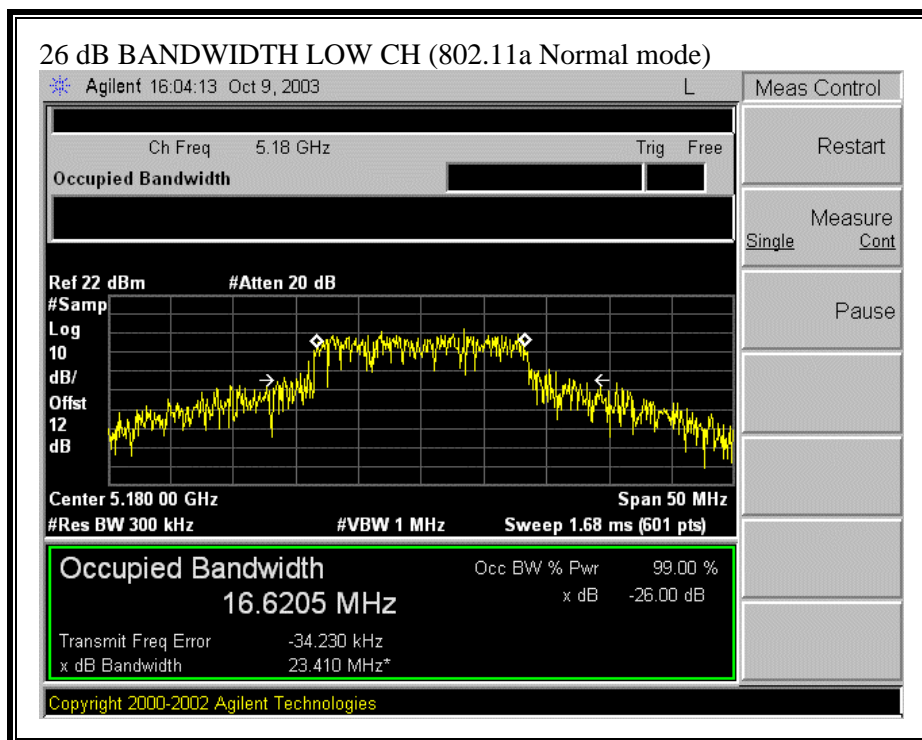 26 dB BANDWIDTH LOW CH (802.11a Normal mode)
Agilent 16:04:13 Oct 9, 2003 L
Meas Control
Ch Freq 5.18 GHz Trig Free
Occupied Bandwidth
Restart
Measure
Single Cont
Pause
Ref 22 dBm #Atten 20 dB
#Samp
Log
10
dB/
Offst
12
dB
Center 5.180 00 GHz Span 50 MHz
#Res BW 300 kHz #VBW 1 MHz Sweep 1.68 ms (601 pts)
Occupied Bandwidth
16.6205 MHz
Occ BW % Pwr 99.00 %
x dB -26.00 dB
Transmit Freq Error -34.230 kHz
x dB Bandwidth 23.410 MHz*
Copyright 2000-2002 Agilent Technologies